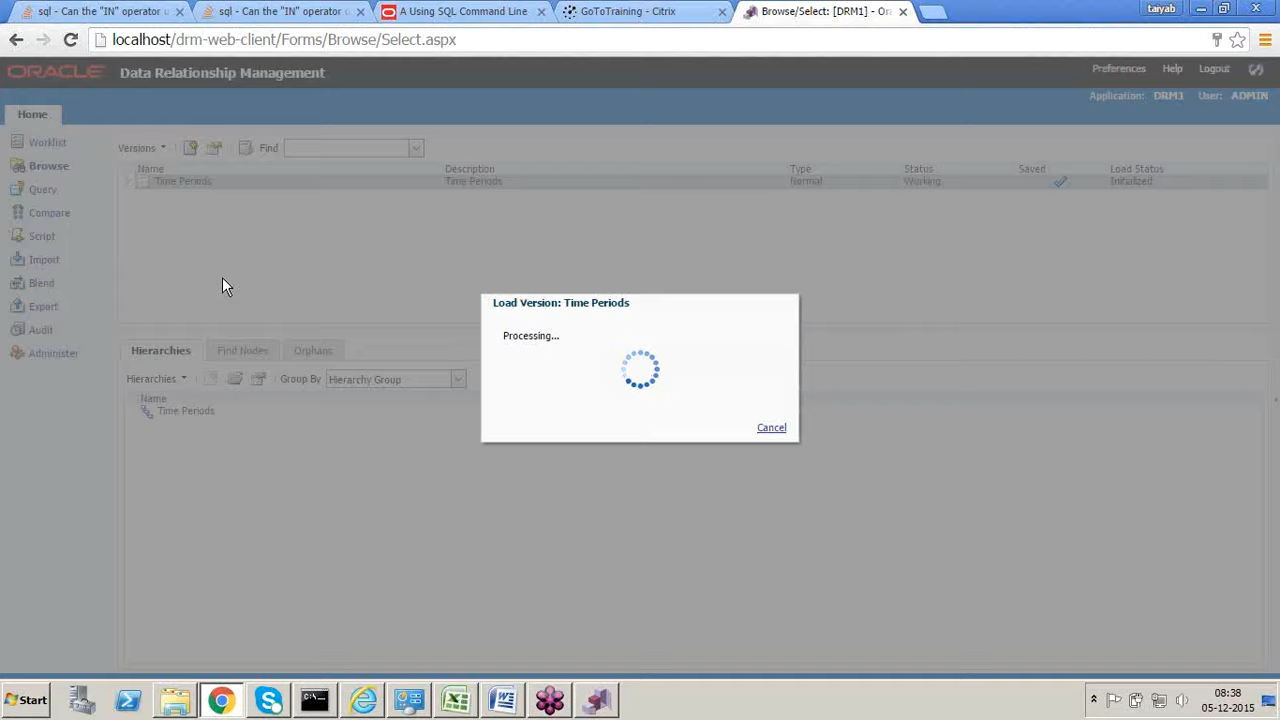 sql - Can the "IN" operator u
sql - Can the "IN" operator c
A Using SQL Command Line
GoToTraining - Citrix
Browse/Select: [DRM1] - Ora
taryab
localhost/drm-web-client/Forms/Browse/Select.aspx
ORACLE Data Relationship Management
Preferences Help Logout
Application: DRM1 User: ADMIN
Home
Worklist
Browse
Query
Compare
Script
Import
Blend
Export
Audit
Administer
Versions Find
Name Description Type Status Saved Load Status
Time Periods Time Periods Normal Working Initialized
Load Version: Time Periods
Processing...
Cancel
Hierarchies Find Nodes Orphans
Hierarchies Group By Hierarchy Group
Name
Time Periods
Start
08:38
05-12-2015